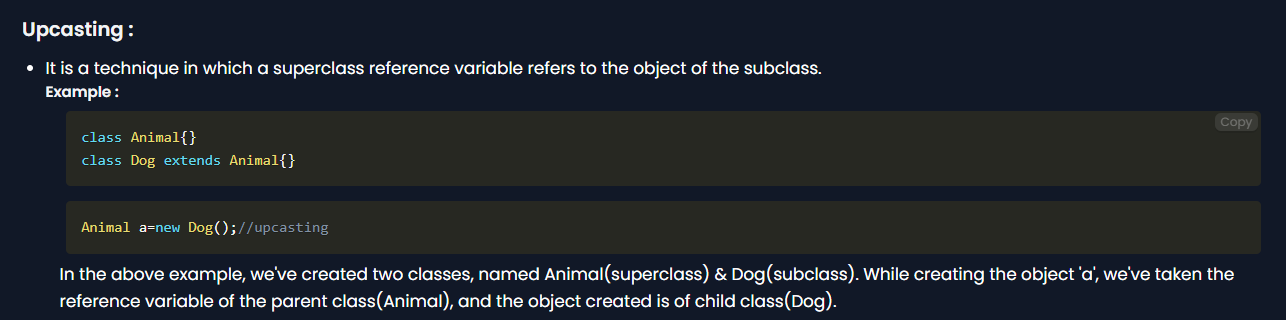 Upcasting :
• It is a technique in which a superclass reference variable refers to the object of the subclass.
Example :
Copy
class Animal{}
class Dog extends Animal{}
Animal a=new Dog();//upcasting
In the above example, we've created two classes, named Animal(superclass) & Dog(subclass). While creating the object 'a', we've taken the
reference variable of the parent class(Animal), and the object created is of child class(Dog).